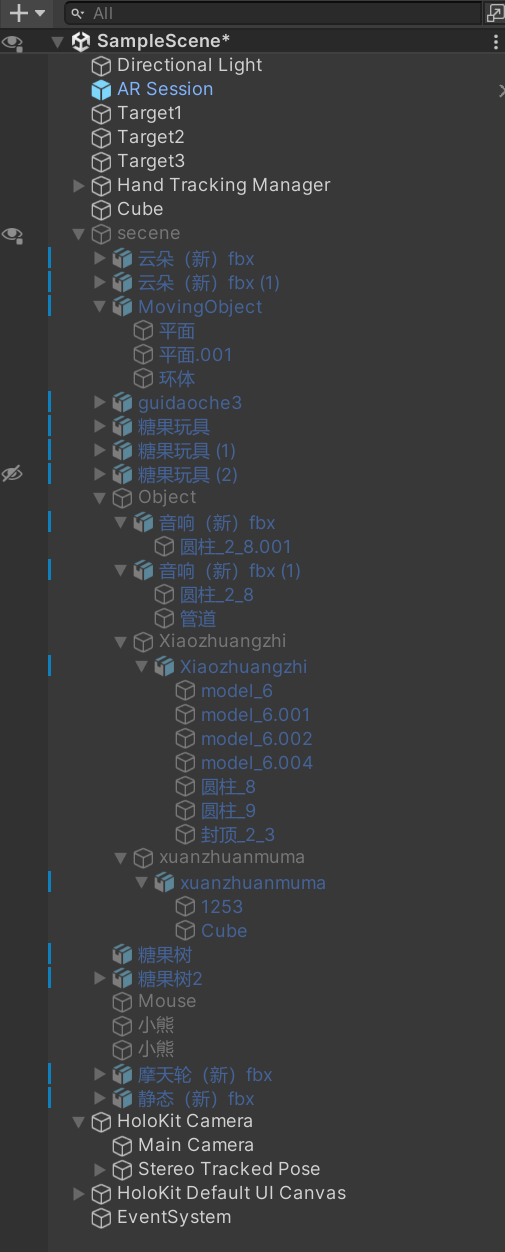 All
SampleScene*
Directional Light
AR Session
Target1
Target2
Target3
Hand Tracking Manager
Cube
secene
云朵（新）fbx
云朵（新）fbx (1)
MovingObject
平面
平面.001
环体
guidaoche3
糖果玩具
糖果玩具 (1)
糖果玩具 (2)
Object
音响（新）fbx
圆柱_2_8.001
音响（新）fbx (1)
圆柱_2_8
管道
Xiaozhuangzhi
Xiaozhuangzhi
model_6
model_6.001
model_6.002
model_6.004
圆柱_8
圆柱_9
封顶_2_3
xuanzhuanmuma
xuanzhuanmuma
1253
Cube
糖果树
糖果树2
Mouse
小熊
小熊
摩天轮（新）fbx
静态（新）fbx
HoloKit Camera
Main Camera
Stereo Tracked Pose
HoloKit Default UI Canvas
EventSystem